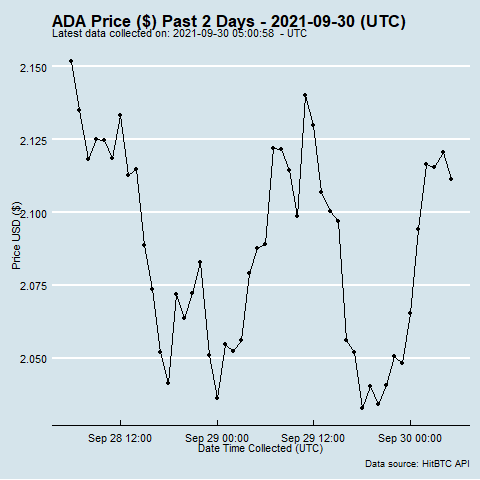 ADA Price ($) Past 2 Days - 2021-09-30 (UTC)
Latest data collected on: 2021-09-30 05:00:58 - UTC
2.150
2.125
2.100
2.075
2.050
Price USD ($)
Sep 28 12:00
Sep 29 00:00
Sep 29 12:00
Sep 30 00:00
Date Time Collected (UTC)
Data source: HitBTC API